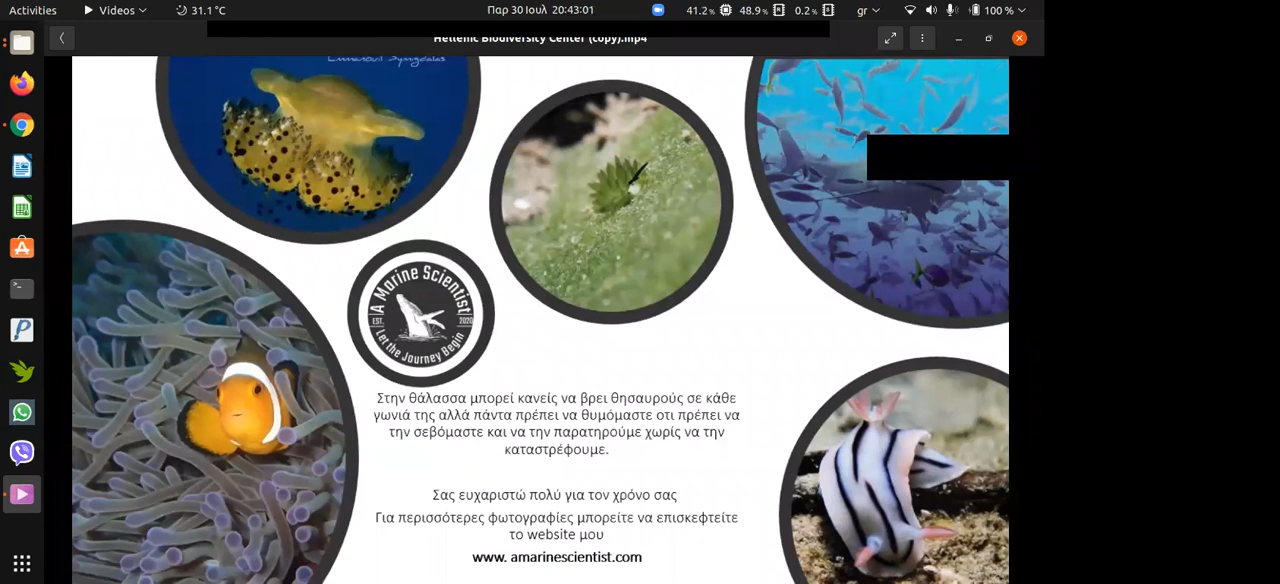 Activities
Videos
31.1 °C
Παρ 30 Ιουλ 20:43:01
41.2 %
48.9 %
0.2 %
gr
100 %
Hellenic Biodiversity Center (copy).mp4
A Marine Scientist
EST.
2020
Let the Journey Begin
Στην θάλασσα μπορεί κανείς να βρει θησαυρούς σε κάθε
γωνιά της αλλά πάντα πρέπει να θυμόμαστε οτι πρέπει να
την σεβόμαστε και να την παρατηρούμε χωρίς να την
καταστρέφουμε.
Σας ευχαριστώ πολύ για τον χρόνο σας
Για περισσότερες φωτογραφίες μπορείτε να επισκεφτείτε
το website μου
www. amarinescientist.com